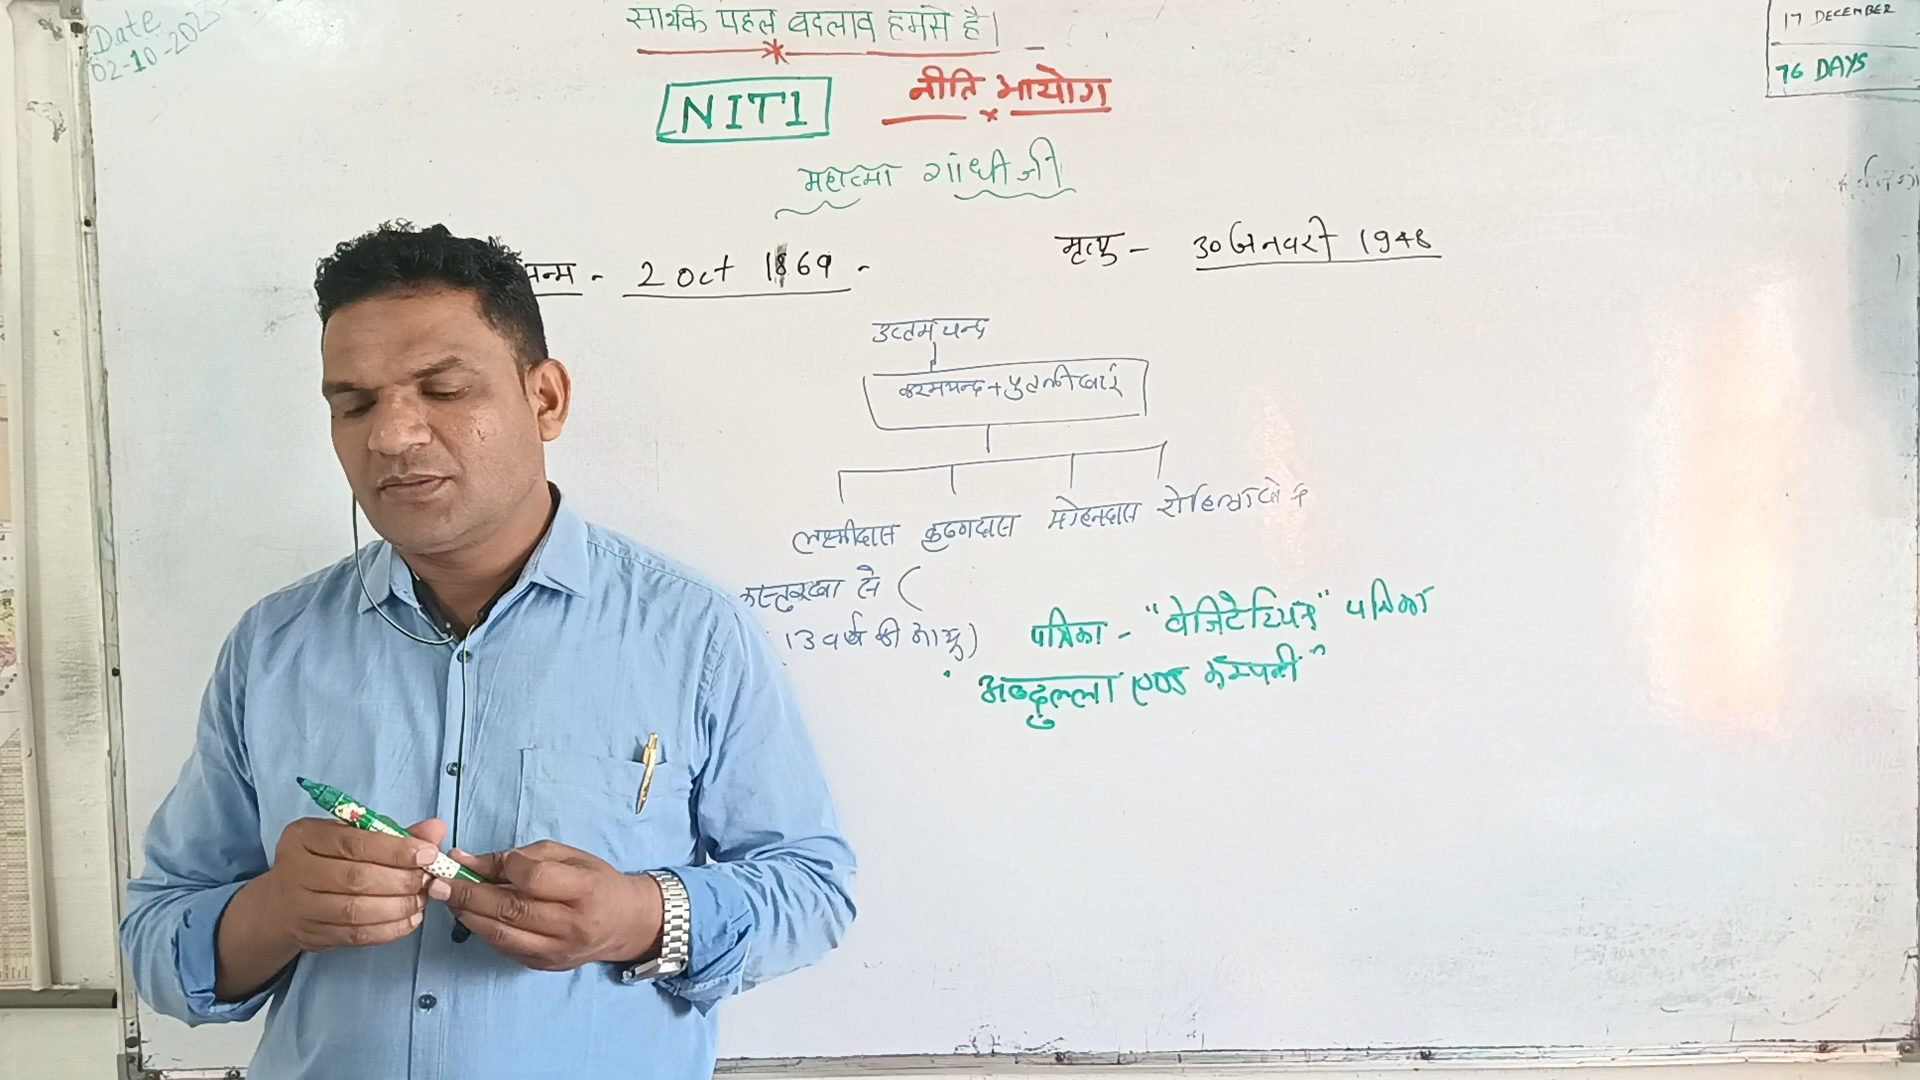 Date
02-10-2025
सार्थक पहल बदलाव हमसे है।
17 DECEMBER
76 DAYS
NITI नीति आयोग
महात्मा गांधी जी
जन्म - 2 Oct 1869 -
मृत्यु - 30 जनवरी 1948
उत्तमचन्द
करमचन्द + पुतलीबाई
लक्ष्मीदास कृष्णदास मोहनदास
कस्तूरबा से (
13 वर्ष की आयु)
पत्रिका - "वेजिटेरियन" पत्रिका
अब्दुल्ला एण्ड कम्पनी"